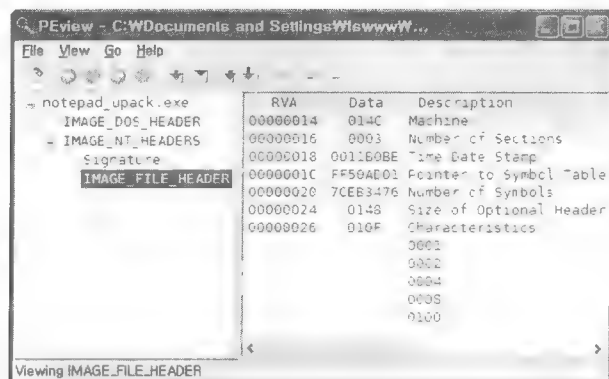 PEview - C:₩Documents and Settings₩lswww₩...
File View Go Help
notepad_upack.exe
IMAGE_DOS_HEADER
- IMAGE_NT_HEADERS
Signature
IMAGE_FILE_HEADER
RVA Data Description
00000014 014C Machine
00000016 0003 Number of Sections
00000018 0011B0BE Time Date Stamp
0000001C FF50AD01 Pointer to Symbol Table
00000020 7CEB3476 Number of Symbols
00000024 0148 Size of Optional Header
00000026 010F Characteristics
0001
0002
0004
0008
0100
Viewing IMAGE_FILE_HEADER